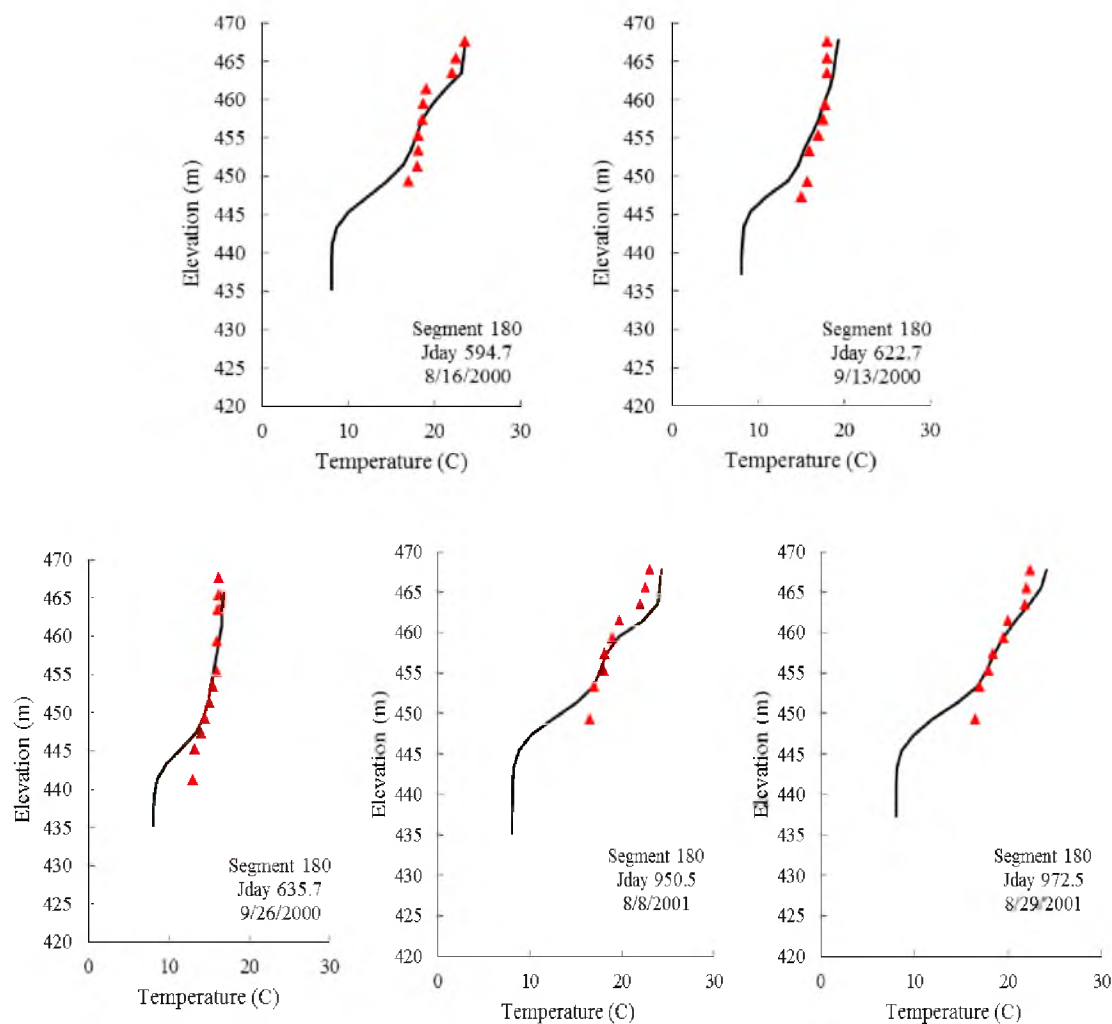 470
465
460
455
450
445
440
435
430
425
420
Elevation (m)
0 10 20 30
Temperature (C)
Segment 180
Jday 594.7
8/16/2000
470
465
460
455
450
445
440
435
430
425
420
Elevation (m)
0 10 20 30
Temperature (C)
Segment 180
Jday 622.7
9/13/2000
470
465
460
455
450
445
440
435
430
425
420
Elevation (m)
0 10 20 30
Temperature (C)
Segment 180
Jday 635.7
9/26/2000
470
465
460
455
450
445
440
435
430
425
420
Elevation (m)
0 10 20 30
Temperature (C)
Segment 180
Jday 950.5
8/8/2001
470
465
460
455
450
445
440
435
430
425
420
Elevation (m)
0 10 20 30
Temperature (C)
Segment 180
Jday 972.5
8/29/2001